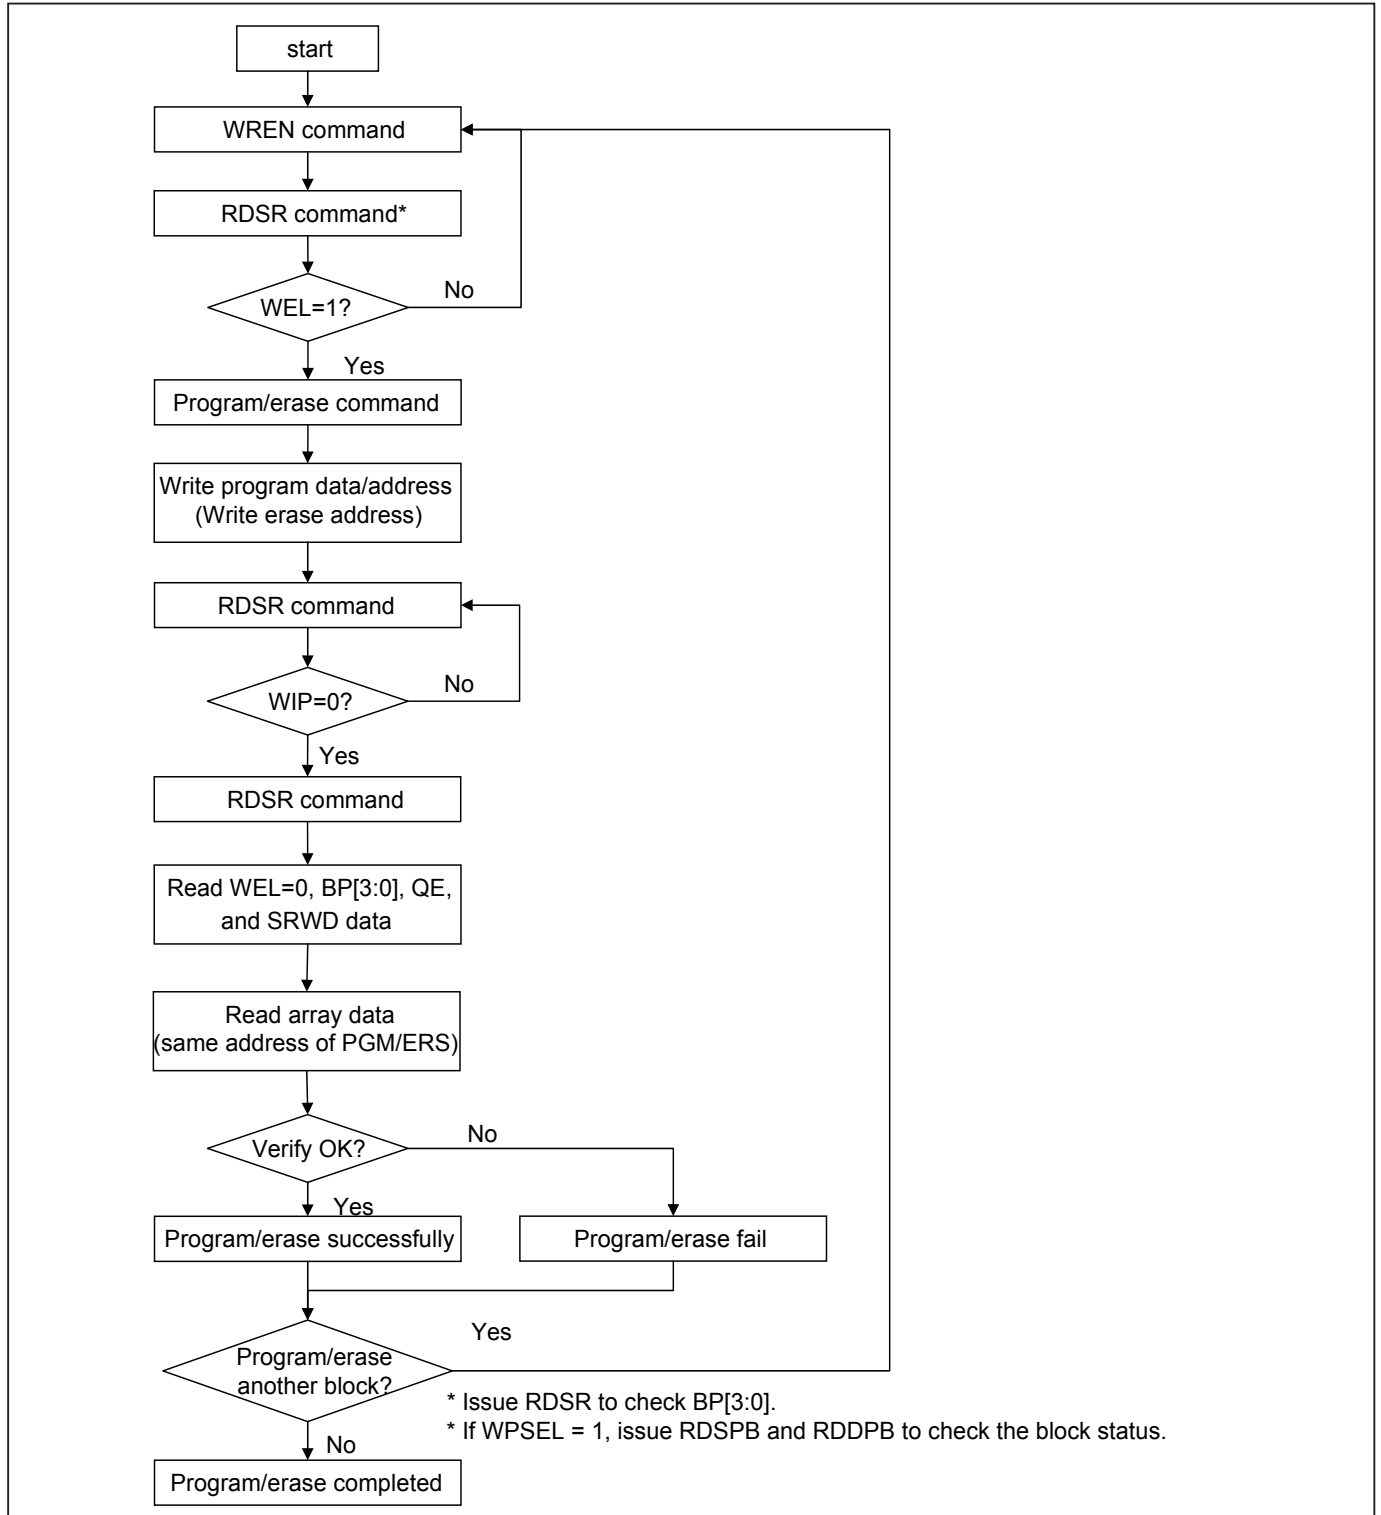 start
WREN command
RDSR command*
WEL=1?
No
Yes
Program/erase command
Write program data/address
(Write erase address)
RDSR command
WIP=0?
No
Yes
RDSR command
Read WEL=0, BP[3:0], QE,
and SRWD data
Read array data
(same address of PGM/ERS)
Verify OK?
No
Yes
Program/erase successfully
Program/erase fail
Program/erase
another block?
Yes
* Issue RDSR to check BP[3:0].
* If WPSEL = 1, issue RDSPB and RDDPB to check the block status.
No
Program/erase completed